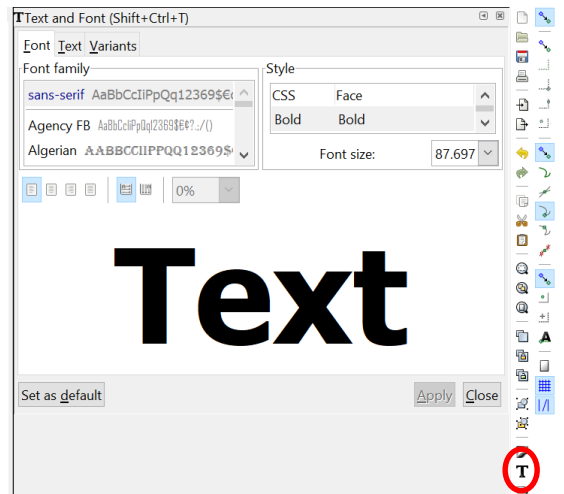 TText and Font (Shift+Ctrl+T)
Font Text Variants
Font family
sans-serif AaBbCcIiPpQq12369$€
Agency FB AaBbCcIiPpQq12369$€¢?.;/()
Algerian AABBCCIIPPQQ12369$
Style
CSS Face
Bold Bold
Font size: 87.697
0%
Text
Set as default
Apply Close
A
T